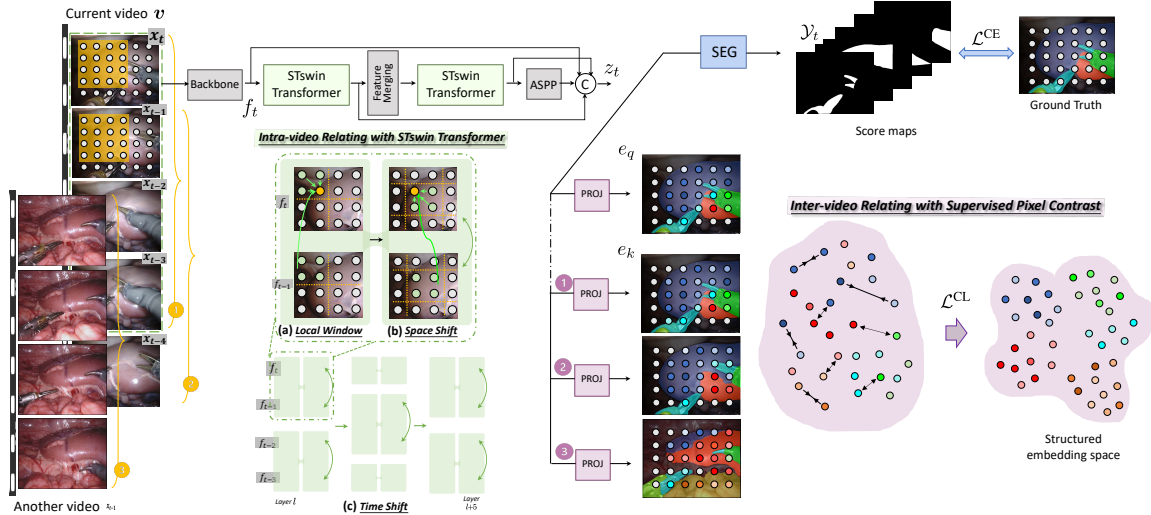 Current video v
x_t
x_{t-1}
x_{t-2}
x_{t-3}
x_{t-4}
1
2
3
Another video
Backbone
f_t
STswin
Transformer
Feature
Merging
STswin
Transformer
ASPP
C
z_t
Intra-video Relating with STswin Transformer
f_t
f_{t-1}
(a) Local Window
(b) Space Shift
f_t
f_{t-1}
f_{t-2}
f_{t-3}
Layer l
(c) Time Shift
Layer
l+5
SEG
𝒴_t
Score maps
ℒ^CE
Ground Truth
e_q
PROJ
e_k
1
PROJ
2
PROJ
3
PROJ
Inter-video Relating with Supervised Pixel Contrast
ℒ^CL
Structured
embedding space